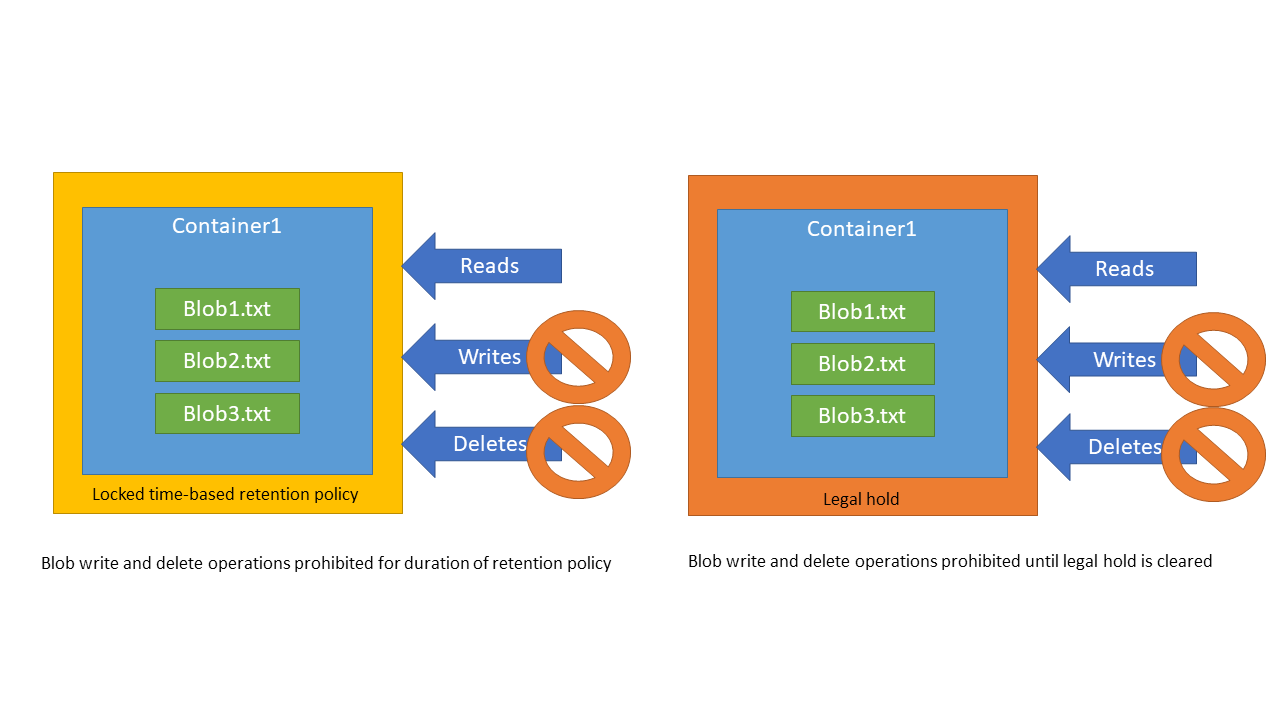 Container1
Blob1.txt
Blob2.txt
Blob3.txt
Locked time-based retention policy
Reads
Writes
Deletes
Blob write and delete operations prohibited for duration of retention policy
Container1
Blob1.txt
Blob2.txt
Blob3.txt
Legal hold
Reads
Writes
Deletes
Blob write and delete operations prohibited until legal hold is cleared